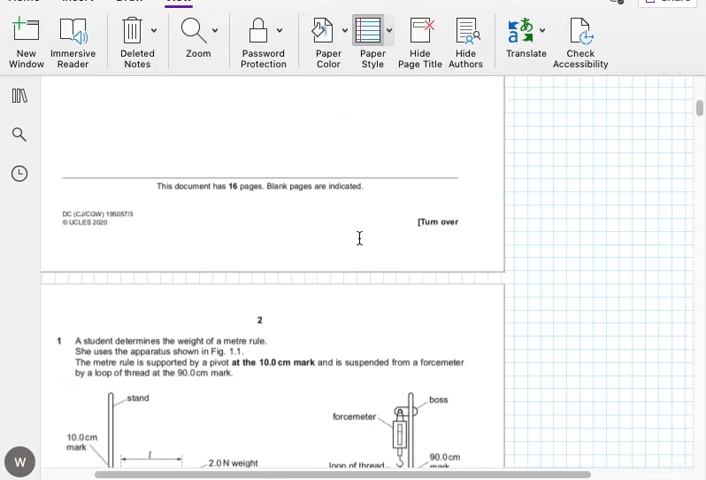 New Window
Immersive Reader
Deleted Notes
Zoom
Password Protection
Paper Color
Paper Style
Hide Page Title
Hide Authors
Translate
Check Accessibility
This document has 16 pages. Blank pages are indicated.
DC (CJ/CGW) 195057/3
© UCLES 2020
[Turn over
2
1 A student determines the weight of a metre rule.
She uses the apparatus shown in Fig. 1.1.
The metre rule is supported by a pivot at the 10.0 cm mark and is suspended from a forcemeter
by a loop of thread at the 90.0 cm mark.
stand
boss
forcemeter
10.0 cm
mark
l
2.0 N weight
loop of thread
90.0 cm
mark
W